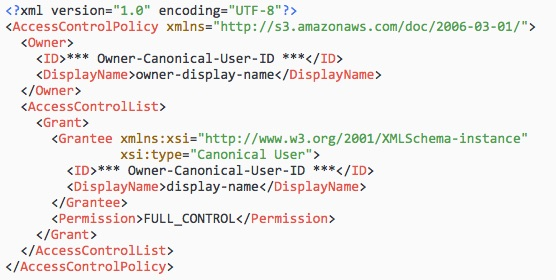 <?xml version="1.0" encoding="UTF-8"?>
<AccessControlPolicy xmlns="http://s3.amazonaws.com/doc/2006-03-01/">
<Owner>
<ID>*** Owner-Canonical-User-ID ***</ID>
<DisplayName>owner-display-name</DisplayName>
</Owner>
<AccessControlList>
<Grant>
<Grantee xmlns:xsi="http://www.w3.org/2001/XMLSchema-instance"
xsi:type="Canonical User">
<ID>*** Owner-Canonical-User-ID ***</ID>
<DisplayName>display-name</DisplayName>
</Grantee>
<Permission>FULL_CONTROL</Permission>
</Grant>
</AccessControlList>
</AccessControlPolicy>